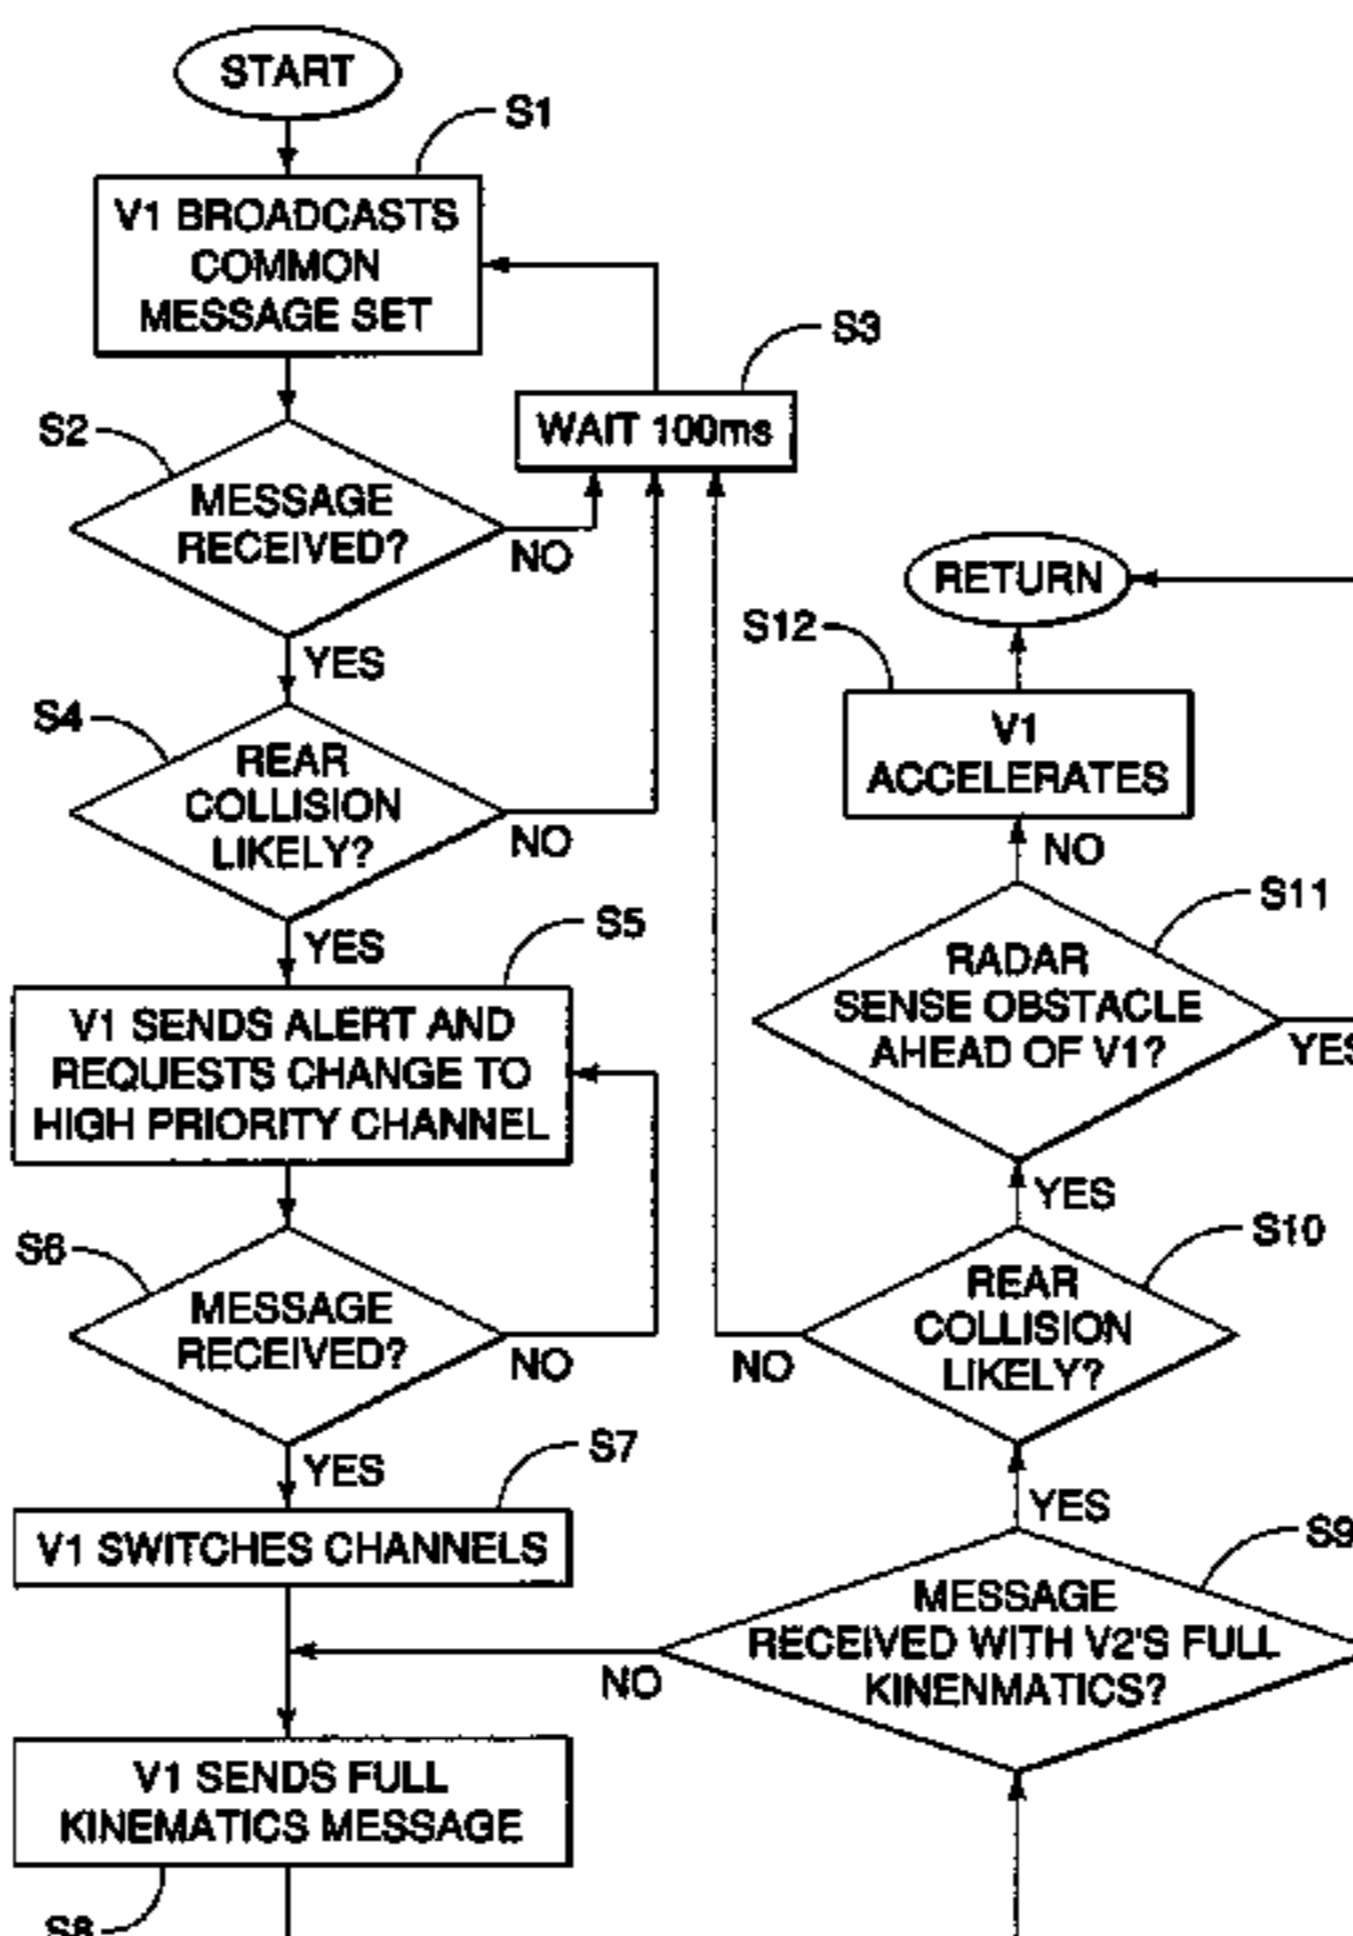 START
S1
V1 BROADCASTS
COMMON
MESSAGE SET
S3
WAIT 100ms
S2
MESSAGE
RECEIVED?
NO
YES
S4
REAR
COLLISION
LIKELY?
NO
YES
S5
V1 SENDS ALERT AND
REQUESTS CHANGE TO
HIGH PRIORITY CHANNEL
S6
MESSAGE
RECEIVED?
NO
YES
S7
V1 SWITCHES CHANNELS
V1 SENDS FULL
KINEMATICS MESSAGE
S8
RETURN
S12
V1
ACCELERATES
NO
S11
RADAR
SENSE OBSTACLE
AHEAD OF V1?
YES
YES
S10
REAR
COLLISION
LIKELY?
NO
YES
S9
MESSAGE
RECEIVED WITH V2'S FULL
KINENMATICS?
NO